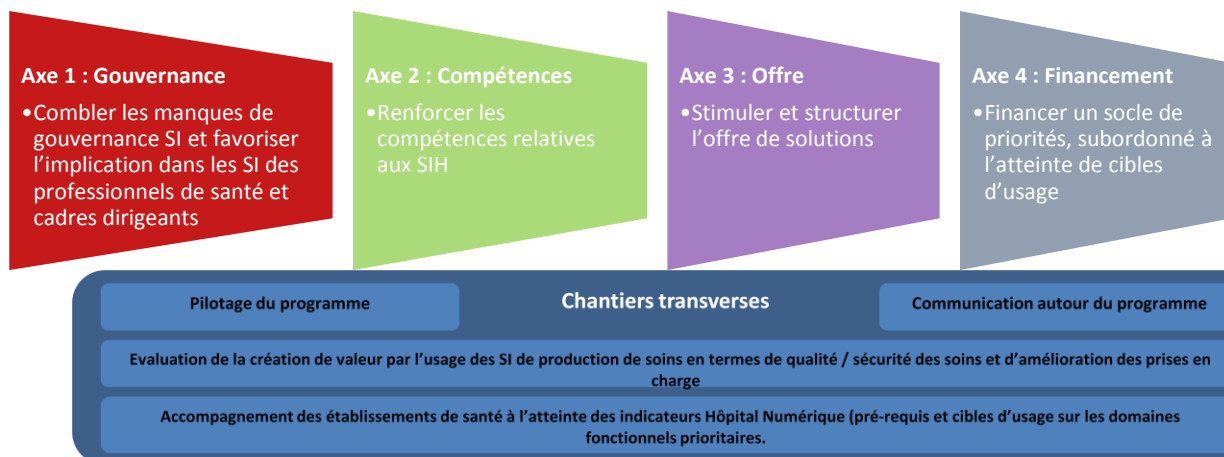 Axe 1 : Gouvernance
•Combler les manques de
gouvernance SI et favoriser
l’implication dans les SI des
professionnels de santé et
cadres dirigeants
Axe 2 : Compétences
•Renforcer les
compétences relatives
aux SIH
Axe 3 : Offre
•Stimuler et structurer
l’offre de solutions
Axe 4 : Financement
•Financer un socle de
priorités, subordonné à
l’atteinte de cibles
d’usage
Pilotage du programme
Chantiers transverses
Communication autour du programme
Evaluation de la création de valeur par l’usage des SI de production de soins en termes de qualité / sécurité des soins et d’amélioration des prises en
charge
Accompagnement des établissements de santé à l’atteinte des indicateurs Hôpital Numérique (pré-requis et cibles d’usage sur les domaines
fonctionnels prioritaires.